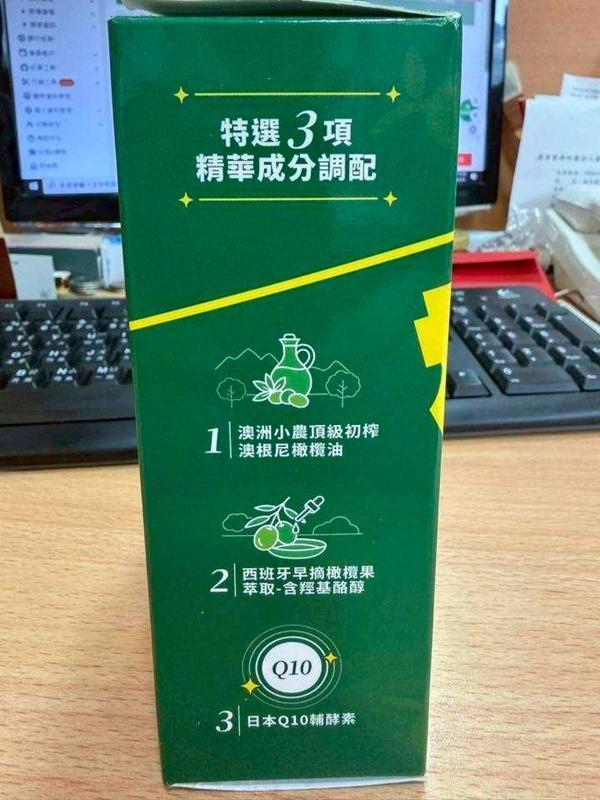 特選3項
精華成分調配
1 澳洲小農頂級初榨
澳根尼橄欖油
2 西班牙早摘橄欖果
萃取-含羥基酪醇
Q10
3 日本Q10輔酵素